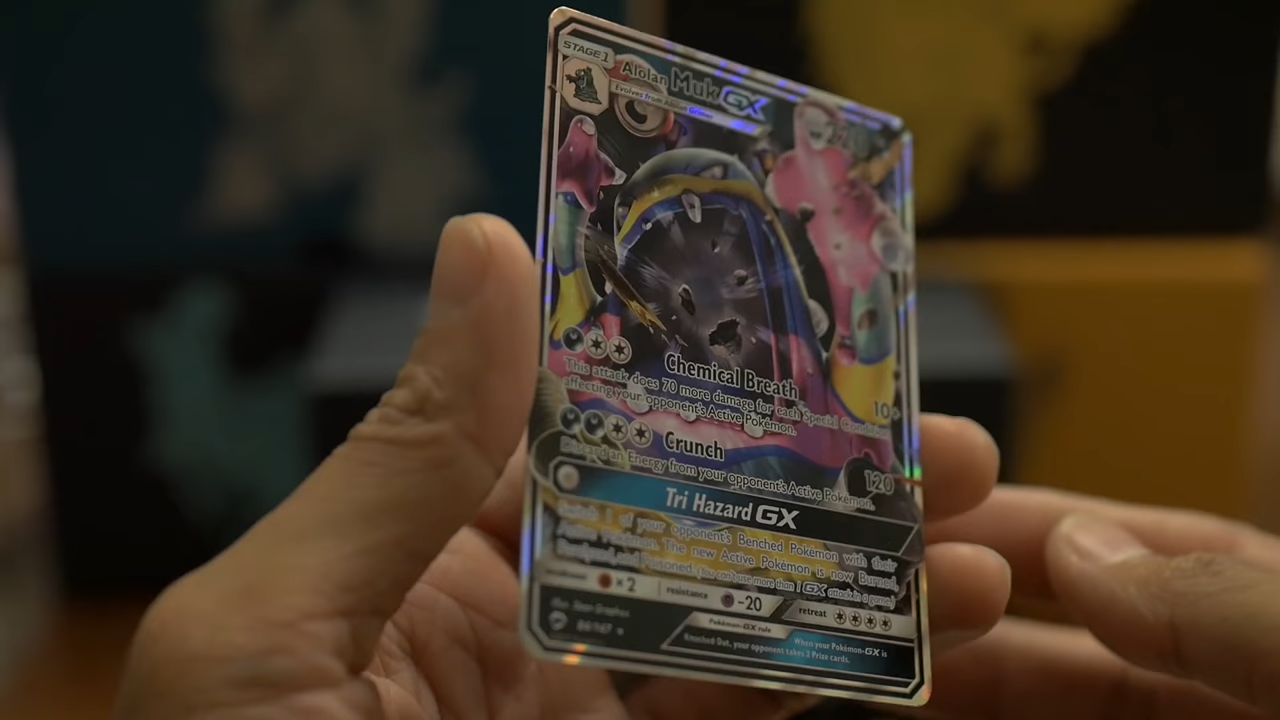 STAGE 1
Alolan Muk GX
Evolves from Alolan Grimer
Chemical Breath
10+
This attack does 70 more damage for each Special Condition
affecting your opponent's Active Pokémon.
Crunch
120
Discard an Energy from your opponent's Active Pokémon.
Tri Hazard GX
Switch 1 of your opponent's Benched Pokémon with their
Active Pokémon. The new Active Pokémon is now Burned,
Paralyzed, and Poisoned. (You can't use more than 1 GX attack in a game.)
weakness ×2 resistance -20 retreat
Pokémon-GX rule
When your Pokémon-GX is
Knocked Out, your opponent takes 2 Prize cards.